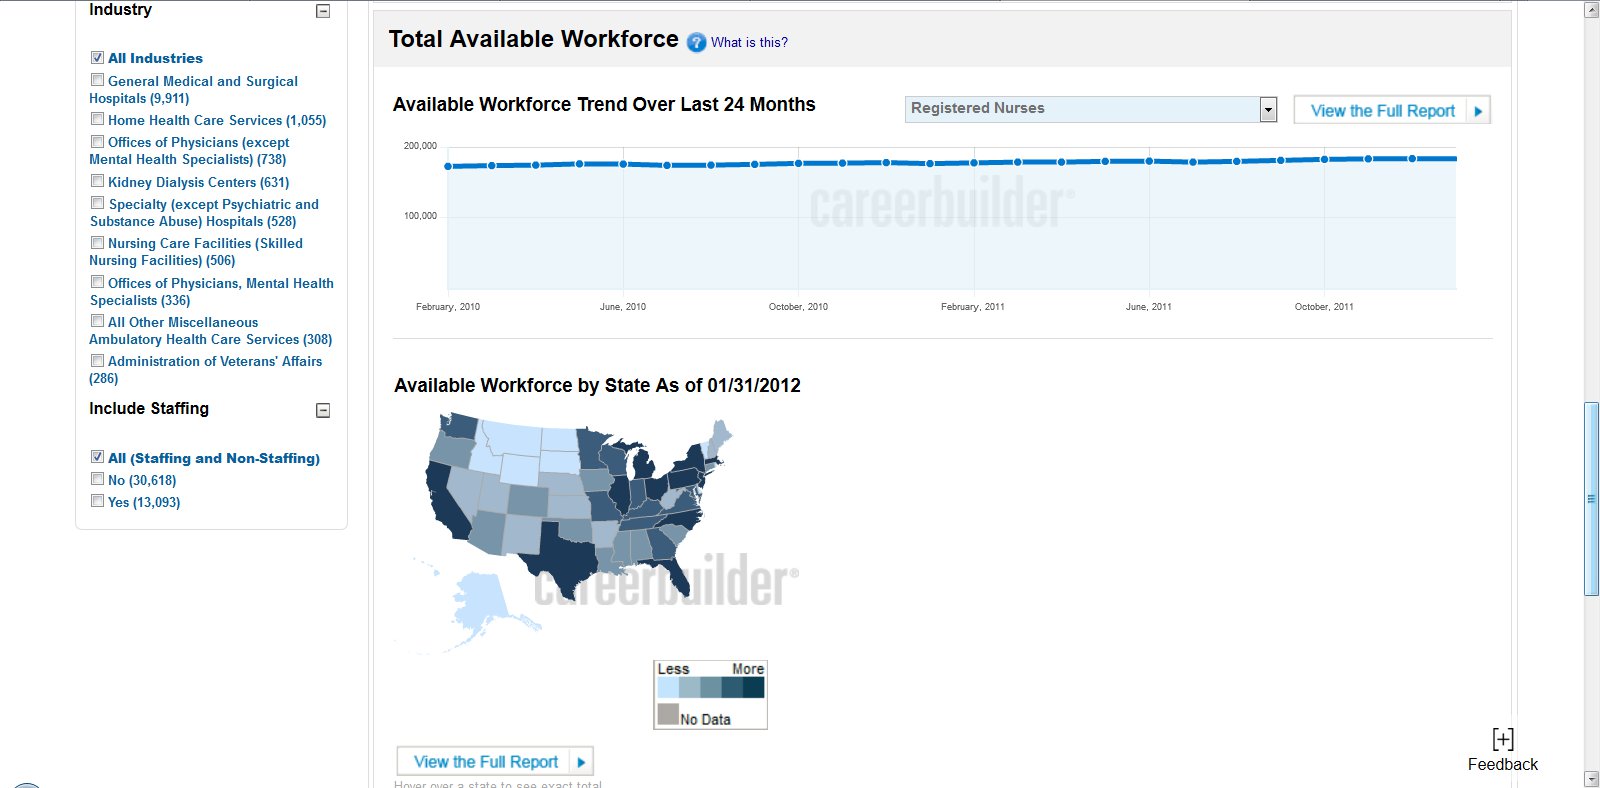 Industry
All Industries
General Medical and Surgical
Hospitals (9,911)
Home Health Care Services (1,055)
Offices of Physicians (except
Mental Health Specialists) (738)
Kidney Dialysis Centers (631)
Specialty (except Psychiatric and
Substance Abuse) Hospitals (528)
Nursing Care Facilities (Skilled
Nursing Facilities) (506)
Offices of Physicians, Mental Health
Specialists (336)
All Other Miscellaneous
Ambulatory Health Care Services (308)
Administration of Veterans' Affairs
(286)
Include Staffing
All (Staffing and Non-Staffing)
No (30,618)
Yes (13,093)
Total Available Workforce ? What is this?
Available Workforce Trend Over Last 24 Months
Registered Nurses
View the Full Report
200,000
careerbuilder®
100,000
February, 2010 June, 2010 October, 2010 February, 2011 June, 2011 October, 2011
Available Workforce by State As of 01/31/2012
careerbuilder®
Less More
No Data
View the Full Report
Hover over a state to see exact total
[+]
Feedback